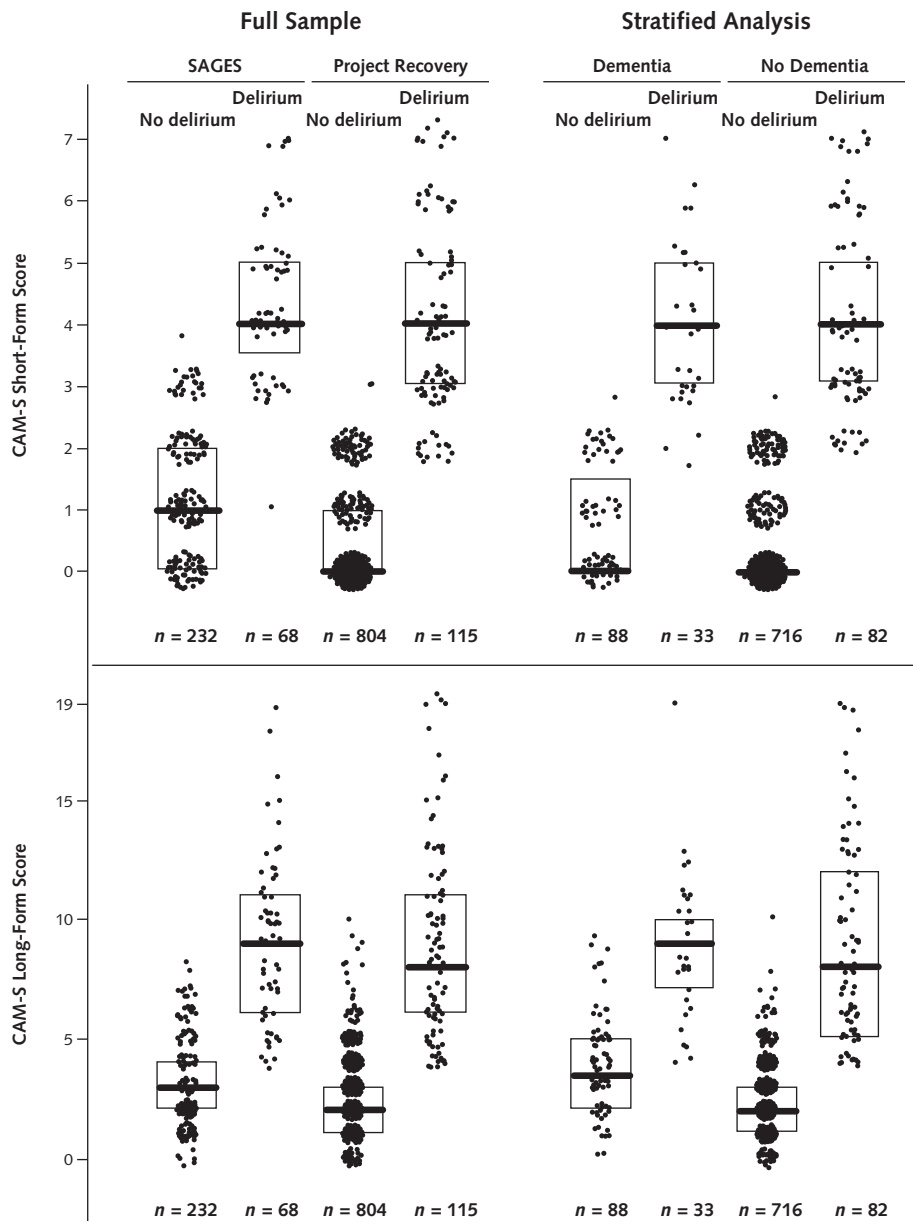 Full Sample Stratified Analysis
SAGES Project Recovery Dementia No Dementia
Delirium Delirium Delirium Delirium
No delirium No delirium No delirium No delirium
CAM-S Short-Form Score
7
6
5
4
3
2
1
0
n = 232 n = 68 n = 804 n = 115 n = 88 n = 33 n = 716 n = 82
CAM-S Long-Form Score
19
15
10
5
0
n = 232 n = 68 n = 804 n = 115 n = 88 n = 33 n = 716 n = 82